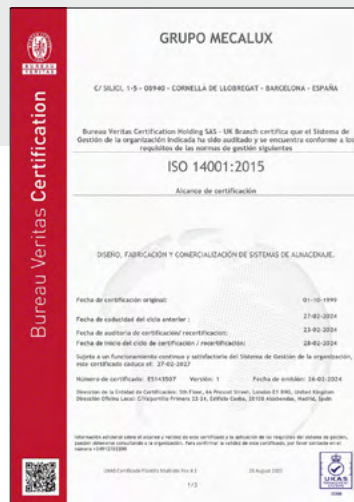 BUREAU
VERITAS
Bureau Veritas Certification
GRUPO MECALUX
C/ SILICI, 1-5 - 08940 - CORNELLÀ DE LLOBREGAT - BARCELONA - ESPAÑA
Bureau Veritas Certification Holding SAS - UK Branch certifica que el Sistema de
Gestión de la organización indicada ha sido auditado y se encuentra conforme a los
requisitos de las normas de gestión siguientes
ISO 14001:2015
Alcance de certificación
DISEÑO, FABRICACIÓN Y COMERCIALIZACIÓN DE SISTEMAS DE ALMACENAJE.
Fecha de certificación original: 01-10-1999
Fecha de caducidad del ciclo anterior : 27-02-2024
Fecha de auditoría de certificación/ recertificación: 23-02-2024
Fecha de inicio del ciclo de certificación / recertificación: 28-02-2024
Sujeto a un funcionamiento continuo y satisfactorio del Sistema de Gestión de la organización,
este certificado caduca el: 27-02-2027
Número de certificado: ES143507 Versión: 1 Fecha de emisión: 26-02-2024
1/2
UKAS